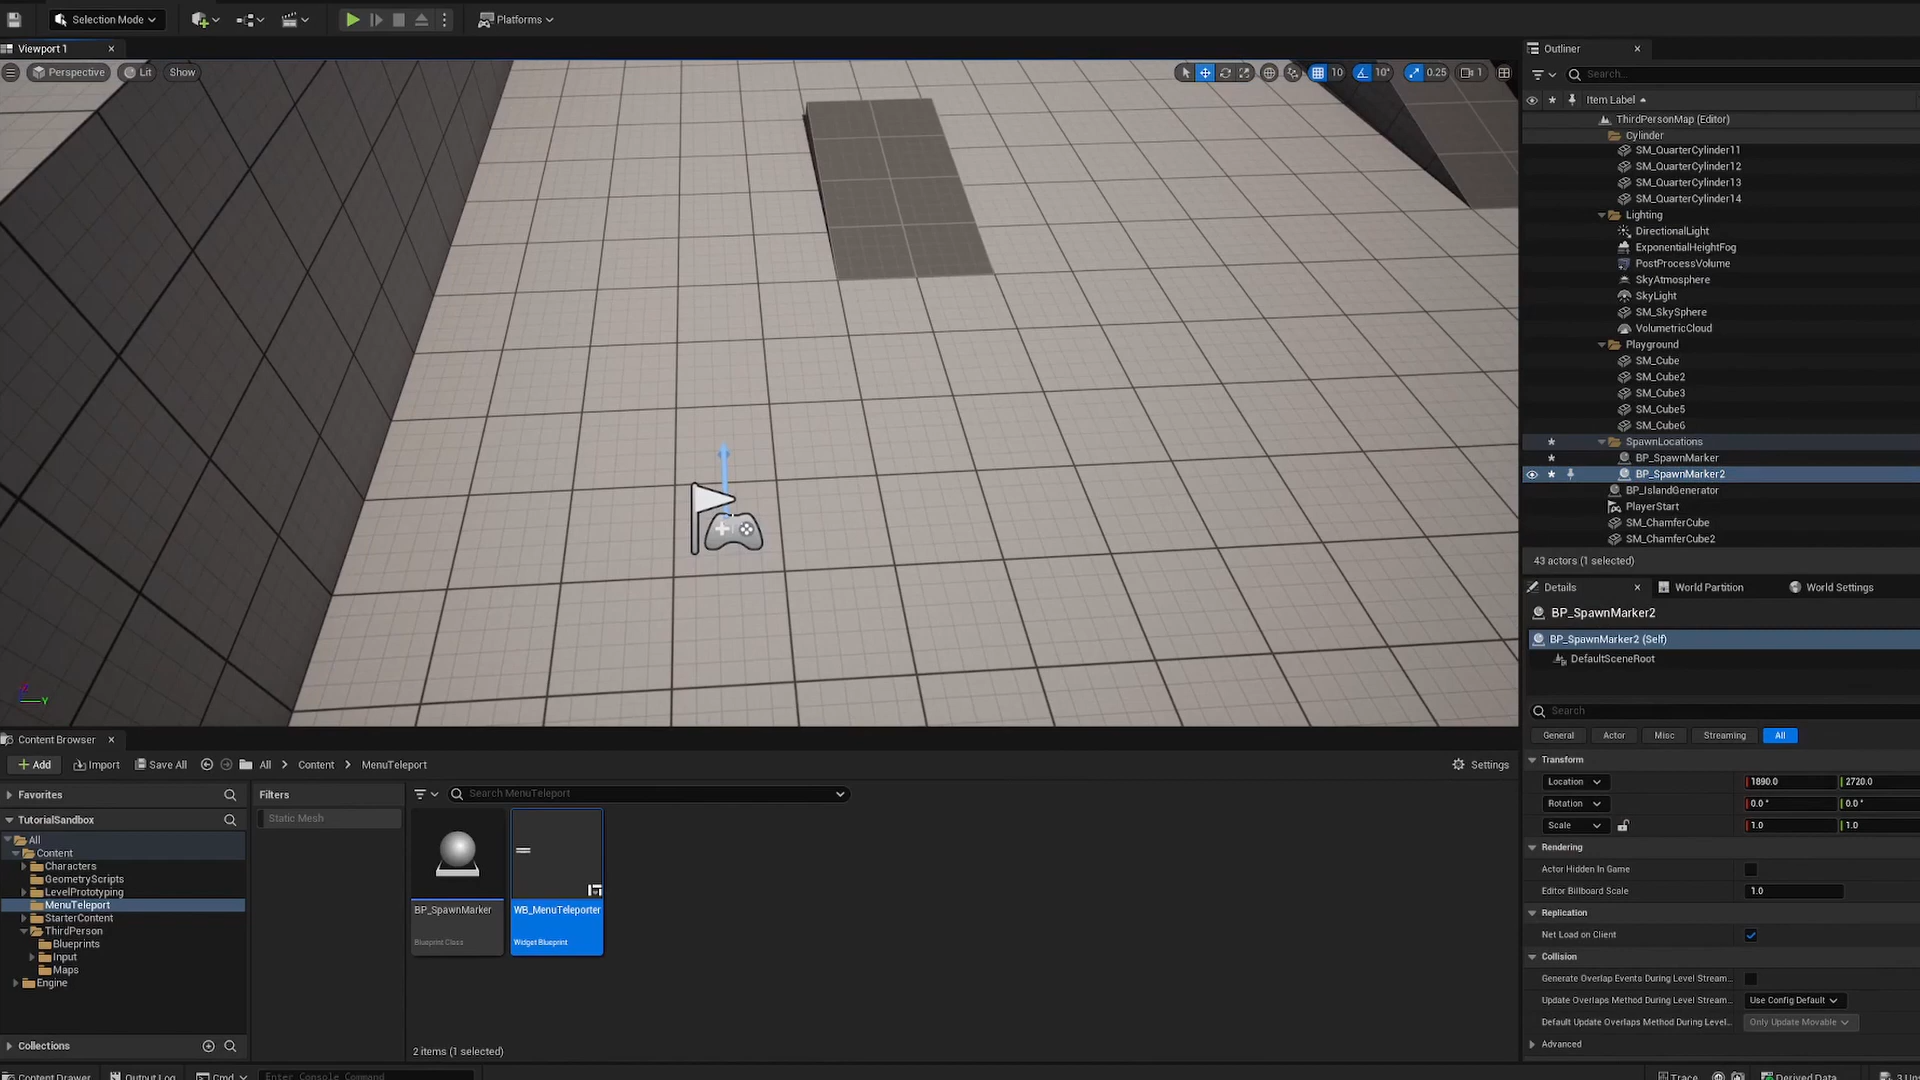 Selection Mode
Platforms
Viewport 1
Perspective
Lit
Show
10
10°
0.25
1
Outliner
Search...
Item Label
ThirdPersonMap (Editor)
Cylinder
SM_QuarterCylinder11
SM_QuarterCylinder12
SM_QuarterCylinder13
SM_QuarterCylinder14
Lighting
DirectionalLight
ExponentialHeightFog
PostProcessVolume
SkyAtmosphere
SkyLight
SM_SkySphere
VolumetricCloud
Playground
SM_Cube
SM_Cube2
SM_Cube3
SM_Cube5
SM_Cube6
SpawnLocations
BP_SpawnMarker
BP_SpawnMarker2
BP_IslandGenerator
PlayerStart
SM_ChamferCube
SM_ChamferCube2
43 actors (1 selected)
Details
World Partition
World Settings
BP_SpawnMarker2
BP_SpawnMarker2 (Self)
DefaultSceneRoot
Search
General
Actor
Misc
Streaming
All
Transform
Location
1890.0
2720.0
Rotation
0.0 °
0.0 °
Scale
1.0
1.0
Rendering
Actor Hidden In Game
Editor Billboard Scale
1.0
Replication
Net Load on Client
Collision
Generate Overlap Events During Level Stream...
Update Overlaps Method During Level Stream...
Use Config Default
Default Update Overlaps Method During Level...
Only Update Movable
Advanced
Z
Y
Content Browser
Add
Import
Save All
All
Content
MenuTeleport
Settings
Favorites
TutorialSandbox
All
Content
Characters
GeometryScripts
LevelPrototyping
MenuTeleport
StarterContent
ThirdPerson
Blueprints
Input
Maps
Engine
Collections
Filters
Static Mesh
Search MenuTeleport
BP_SpawnMarker
Blueprint Class
WB_MenuTeleporter
Widget Blueprint
2 items (1 selected)
Content Drawer
Output Log
Cmd
Enter Console Command
Trace
Derived Data